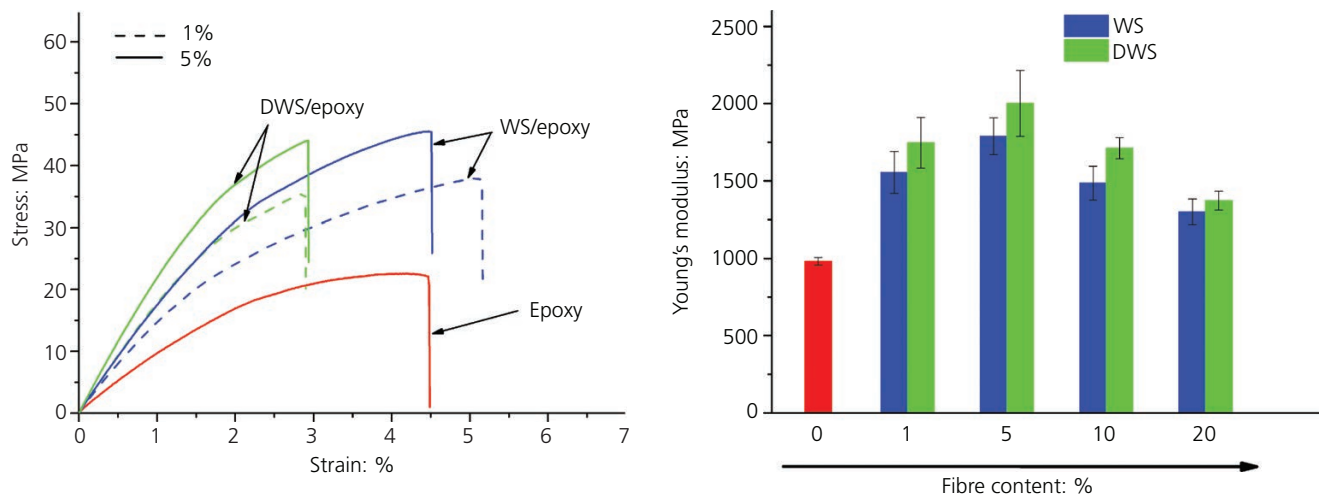 1%
5%
60
50
40
30
20
10
0
Stress: MPa
DWS/epoxy
WS/epoxy
Epoxy
0 1 2 3 4 5 6 7
Strain: %
WS
DWS
2500
2000
1500
1000
500
0
Young’s modulus: MPa
0 1 5 10 20
Fibre content: %